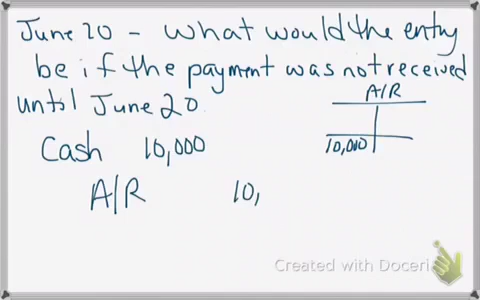 June 20 - What would the entry
be if the payment was not received
until June 20
A/R
Cash 10,000
10,000
A/R 10,
Created with Doceri